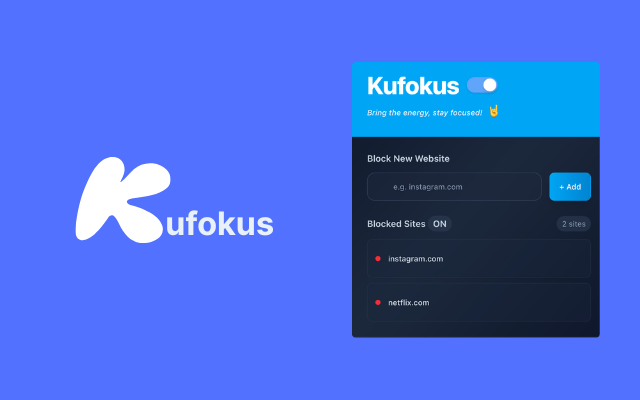 Kufokus
Kufokus
Bring the energy, stay focused! 🤘
Block New Website
e.g. instagram.com
+ Add
Blocked Sites ON
2 sites
instagram.com
netflix.com